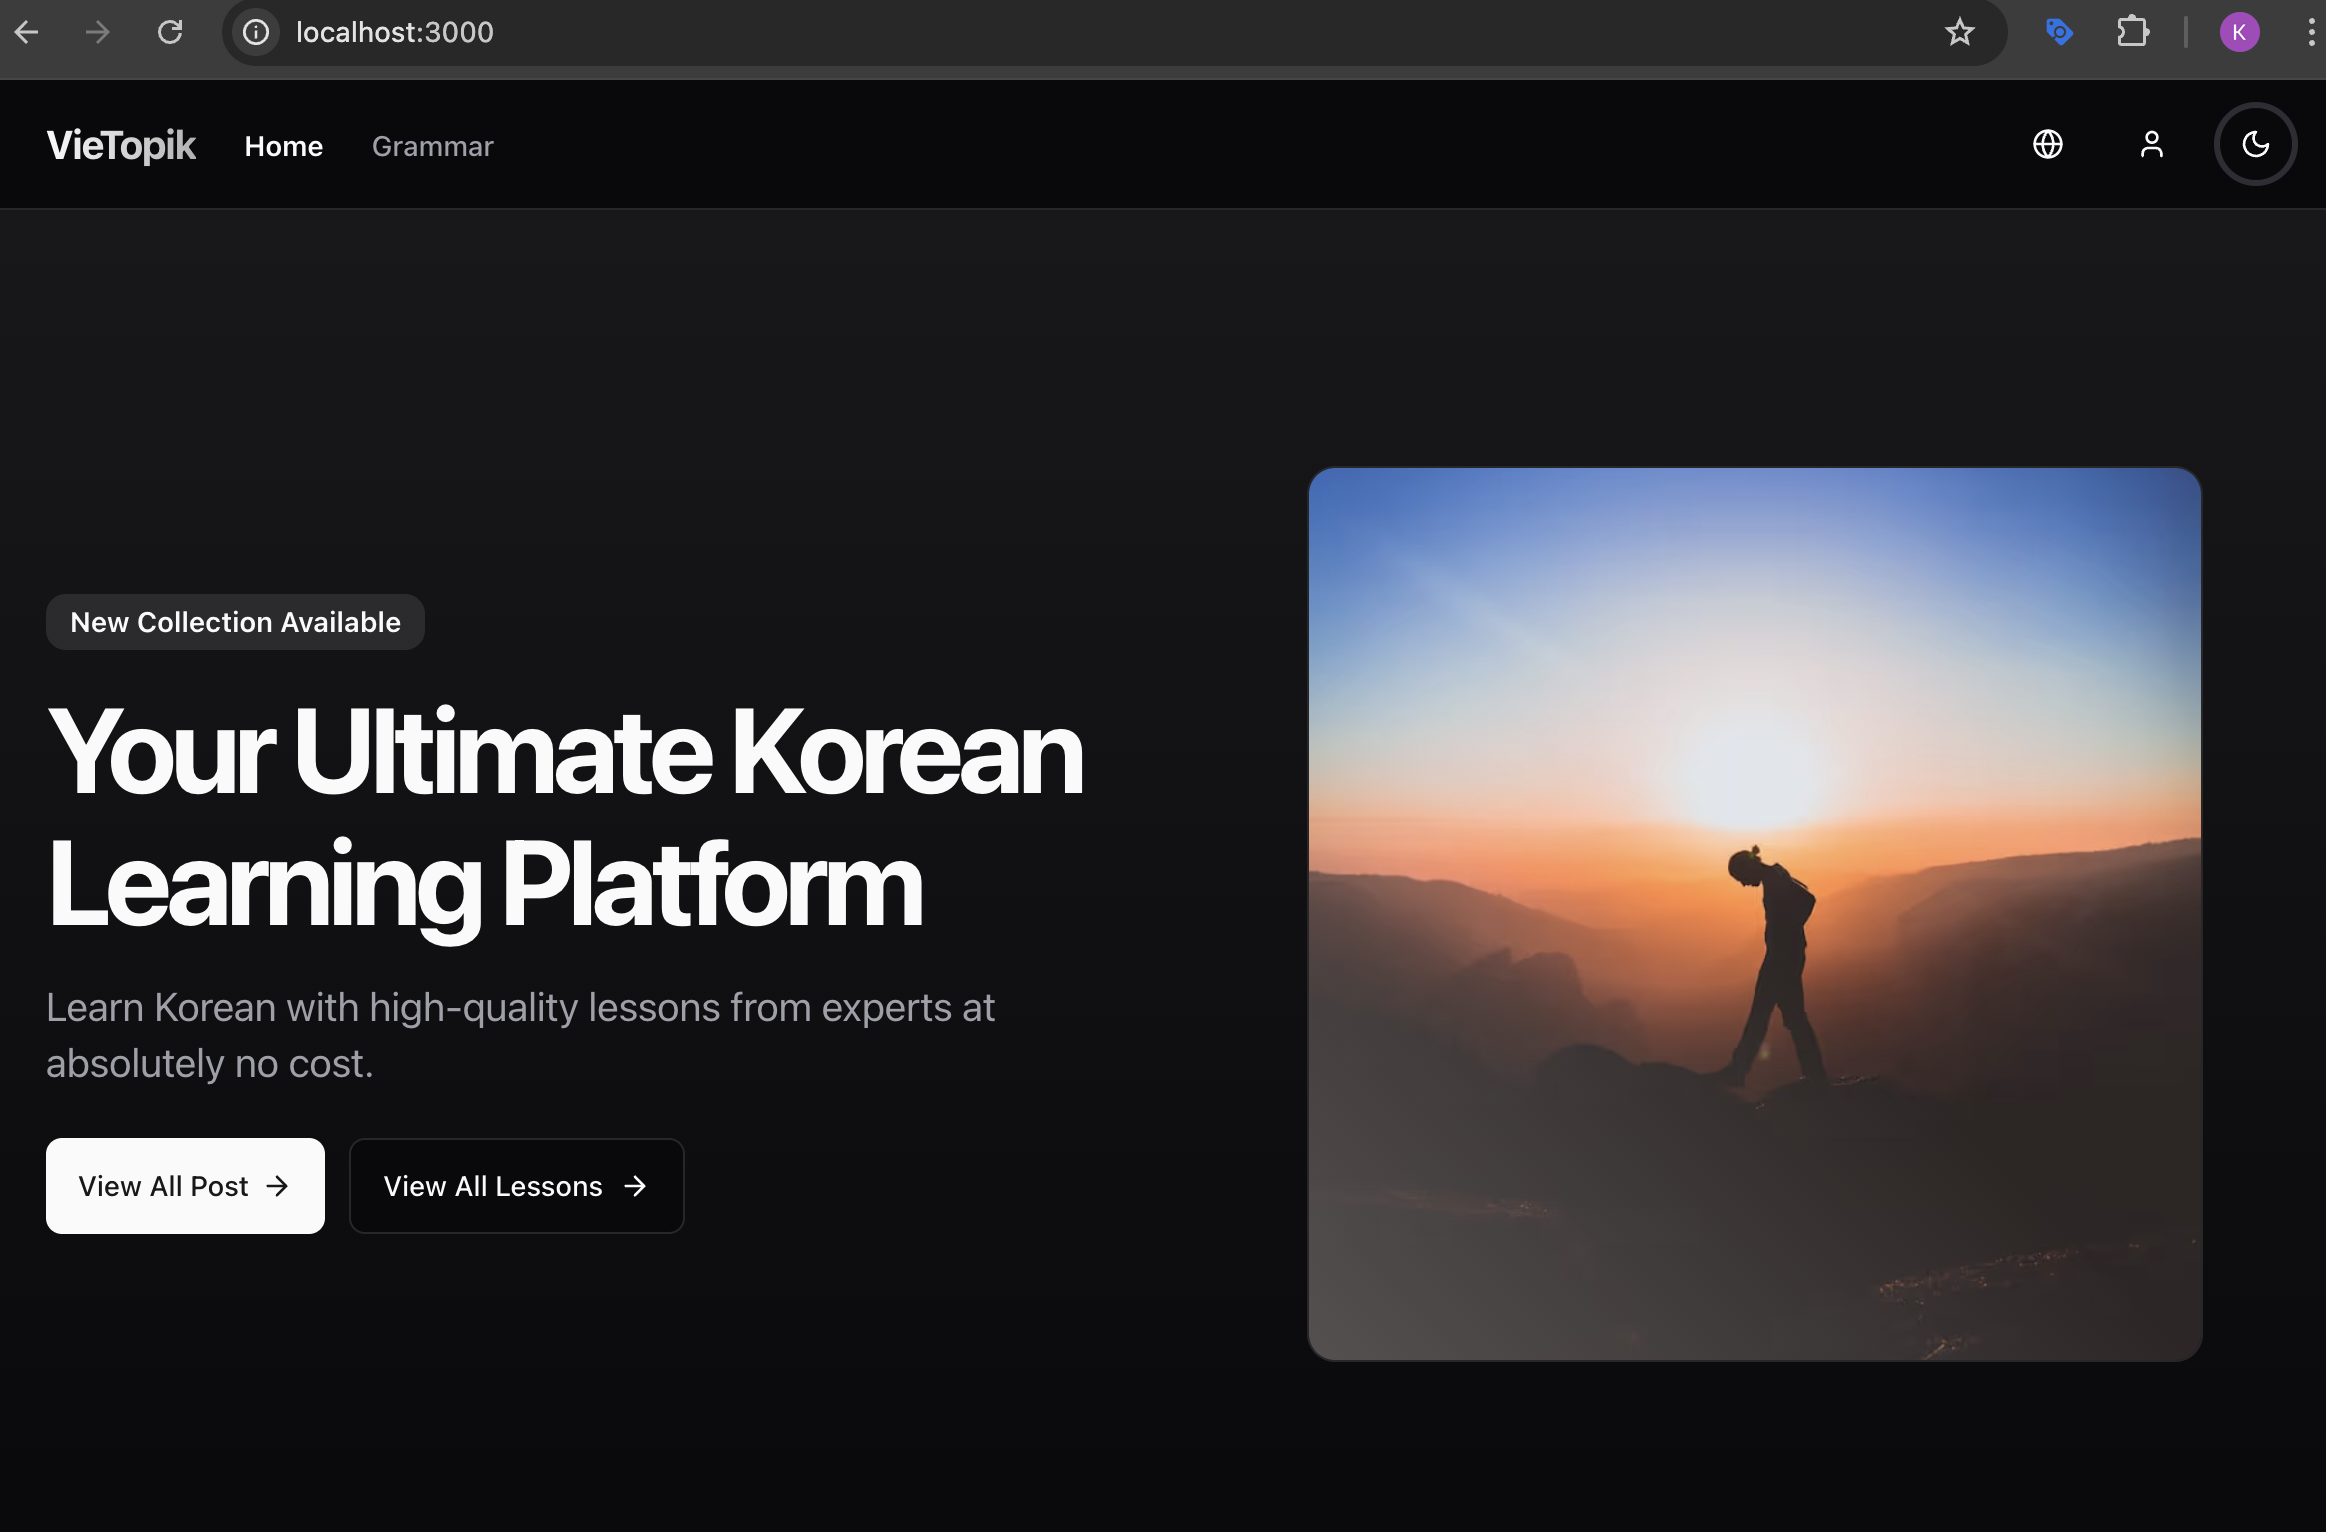 localhost:3000
K
VieTopik Home Grammar
New Collection Available
Your Ultimate Korean
Learning Platform
Learn Korean with high-quality lessons from experts at
absolutely no cost.
View All Post → View All Lessons →